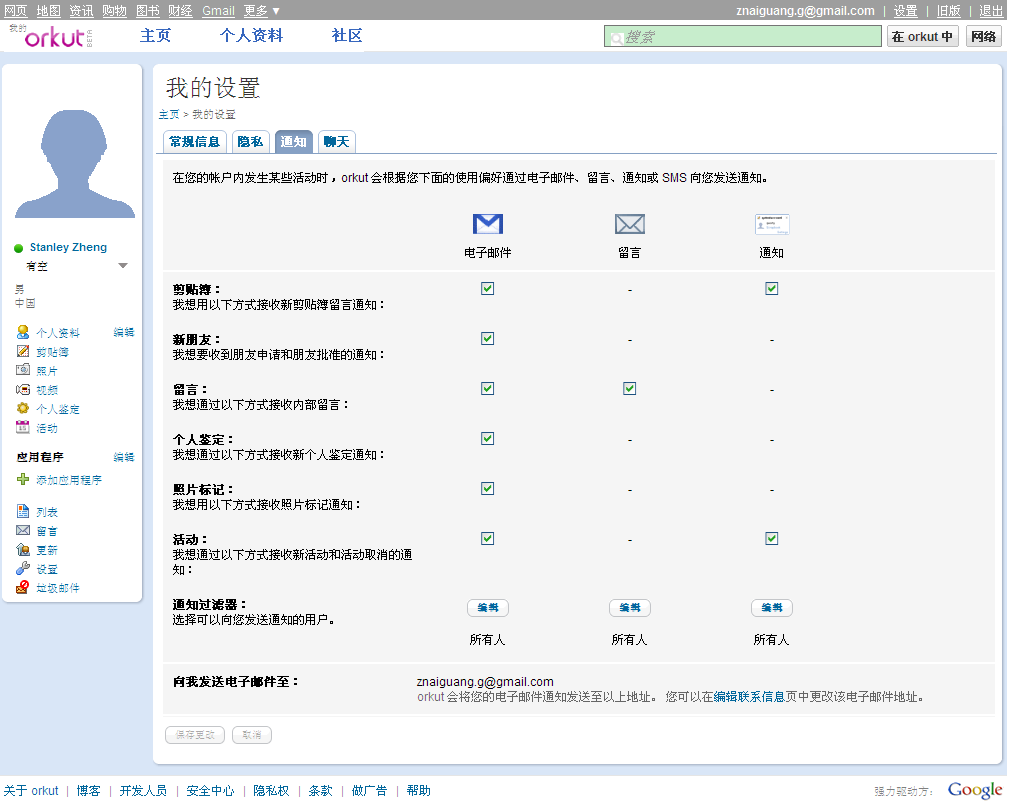 网页 地图 资讯 购物 图书 财经 Gmail 更多 ▼ znaiguang.g@gmail.com | 设置 | 旧版 | 退出
我的 orkut BETA 主页 个人资料 社区 搜索 在 orkut 中 网络
我的设置
主页 > 我的设置
常规信息 隐私 通知 聊天
在您的帐户内发生某些活动时，orkut 会根据您下面的使用偏好通过电子邮件、留言、通知或 SMS 向您发送通知。
电子邮件 留言 通知
剪贴簿： - 
我想用以下方式接收新剪贴簿留言通知：
新朋友： - -
我想要收到朋友申请和朋友批准的通知：
留言： -
我想通过以下方式接收内部留言：
个人鉴定： - -
我想通过以下方式接收新个人鉴定通知：
照片标记： - -
我想用以下方式接收照片标记通知：
活动： -
我想通过以下方式接收新活动和活动取消的通
知：
通知过滤器： 编辑 编辑 编辑
选择可以向您发送通知的用户。
所有人 所有人 所有人
向我发送电子邮件至： znaiguang.g@gmail.com
orkut 会将您的电子邮件通知发送至以上地址。 您可以在编辑联系信息页中更改该电子邮件地址。
保存更改 取消
Stanley Zheng
有空
男
中国
个人资料 编辑
剪贴簿
照片
视频
个人鉴定
活动
应用程序 编辑
添加应用程序
列表
留言
更新
设置
垃圾邮件
关于 orkut | 博客 | 开发人员 | 安全中心 | 隐私权 | 条款 | 做广告 | 帮助 强力驱动方： Google